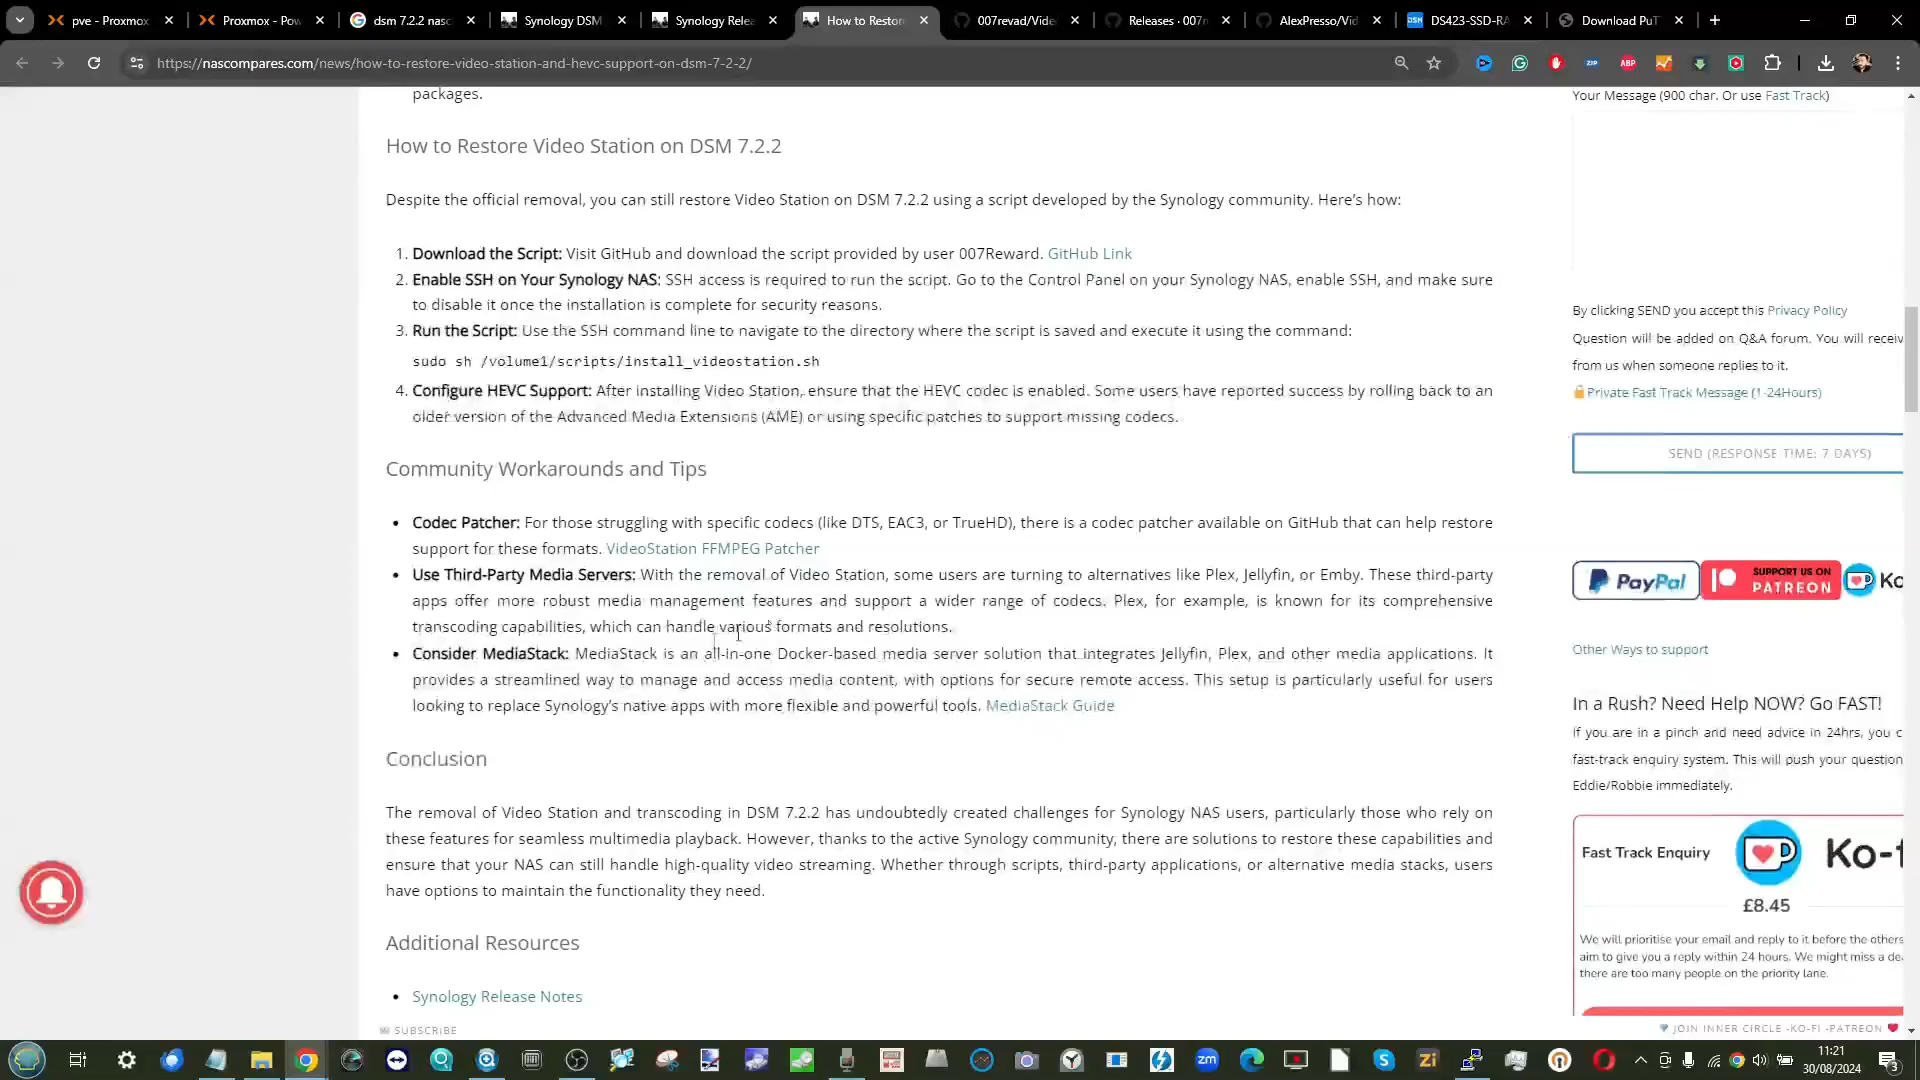 pve - Proxmox
Proxmox - Pow
dsm 7.2.2 nasc
Synology DSM
Synology Relea
How to Restor
007revad/Vide
Releases · 007r
AlexPresso/Vid
DS423-SSD-RA
Download PuT
https://nascompares.com/news/how-to-restore-video-station-and-hevc-support-on-dsm-7-2-2/
packages.
How to Restore Video Station on DSM 7.2.2
Despite the official removal, you can still restore Video Station on DSM 7.2.2 using a script developed by the Synology community. Here's how:
1. Download the Script: Visit GitHub and download the script provided by user 007Reward. GitHub Link
2. Enable SSH on Your Synology NAS: SSH access is required to run the script. Go to the Control Panel on your Synology NAS, enable SSH, and make sure
to disable it once the installation is complete for security reasons.
3. Run the Script: Use the SSH command line to navigate to the directory where the script is saved and execute it using the command:
sudo sh /volume1/scripts/install_videostation.sh
4. Configure HEVC Support: After installing Video Station, ensure that the HEVC codec is enabled. Some users have reported success by rolling back to an
older version of the Advanced Media Extensions (AME) or using specific patches to support missing codecs.
Community Workarounds and Tips
• Codec Patcher: For those struggling with specific codecs (like DTS, EAC3, or TrueHD), there is a codec patcher available on GitHub that can help restore
support for these formats. VideoStation FFMPEG Patcher
• Use Third-Party Media Servers: With the removal of Video Station, some users are turning to alternatives like Plex, Jellyfin, or Emby. These third-party
apps offer more robust media management features and support a wider range of codecs. Plex, for example, is known for its comprehensive
transcoding capabilities, which can handle various formats and resolutions.
• Consider MediaStack: MediaStack is an all-in-one Docker-based media server solution that integrates Jellyfin, Plex, and other media applications. It
provides a streamlined way to manage and access media content, with options for secure remote access. This setup is particularly useful for users
looking to replace Synology's native apps with more flexible and powerful tools. MediaStack Guide
Conclusion
The removal of Video Station and transcoding in DSM 7.2.2 has undoubtedly created challenges for Synology NAS users, particularly those who rely on
these features for seamless multimedia playback. However, thanks to the active Synology community, there are solutions to restore these capabilities and
ensure that your NAS can still handle high-quality video streaming. Whether through scripts, third-party applications, or alternative media stacks, users
have options to maintain the functionality they need.
Additional Resources
• Synology Release Notes
SUBSCRIBE
Your Message (900 char. Or use Fast Track)
By clicking SEND you accept this Privacy Policy
Question will be added on Q&A forum. You will receiv
from us when someone replies to it.
Private Fast Track Message (1-24Hours)
SEND (RESPONSE TIME: 7 DAYS)
PayPal
SUPPORT US ON
PATREON
Ko
Other Ways to support
In a Rush? Need Help NOW? Go FAST!
If you are in a pinch and need advice in 24hrs, you c
fast-track enquiry system. This will push your question
Eddie/Robbie immediately.
Fast Track Enquiry
Ko-f
£8.45
We will prioritise your email and reply to it before the others
aim to give you a reply within 24 hours. We might miss a de
there are too many people on the priority lane.
JOIN INNER CIRCLE -KO-FI -PATREON
11:21
30/08/2024